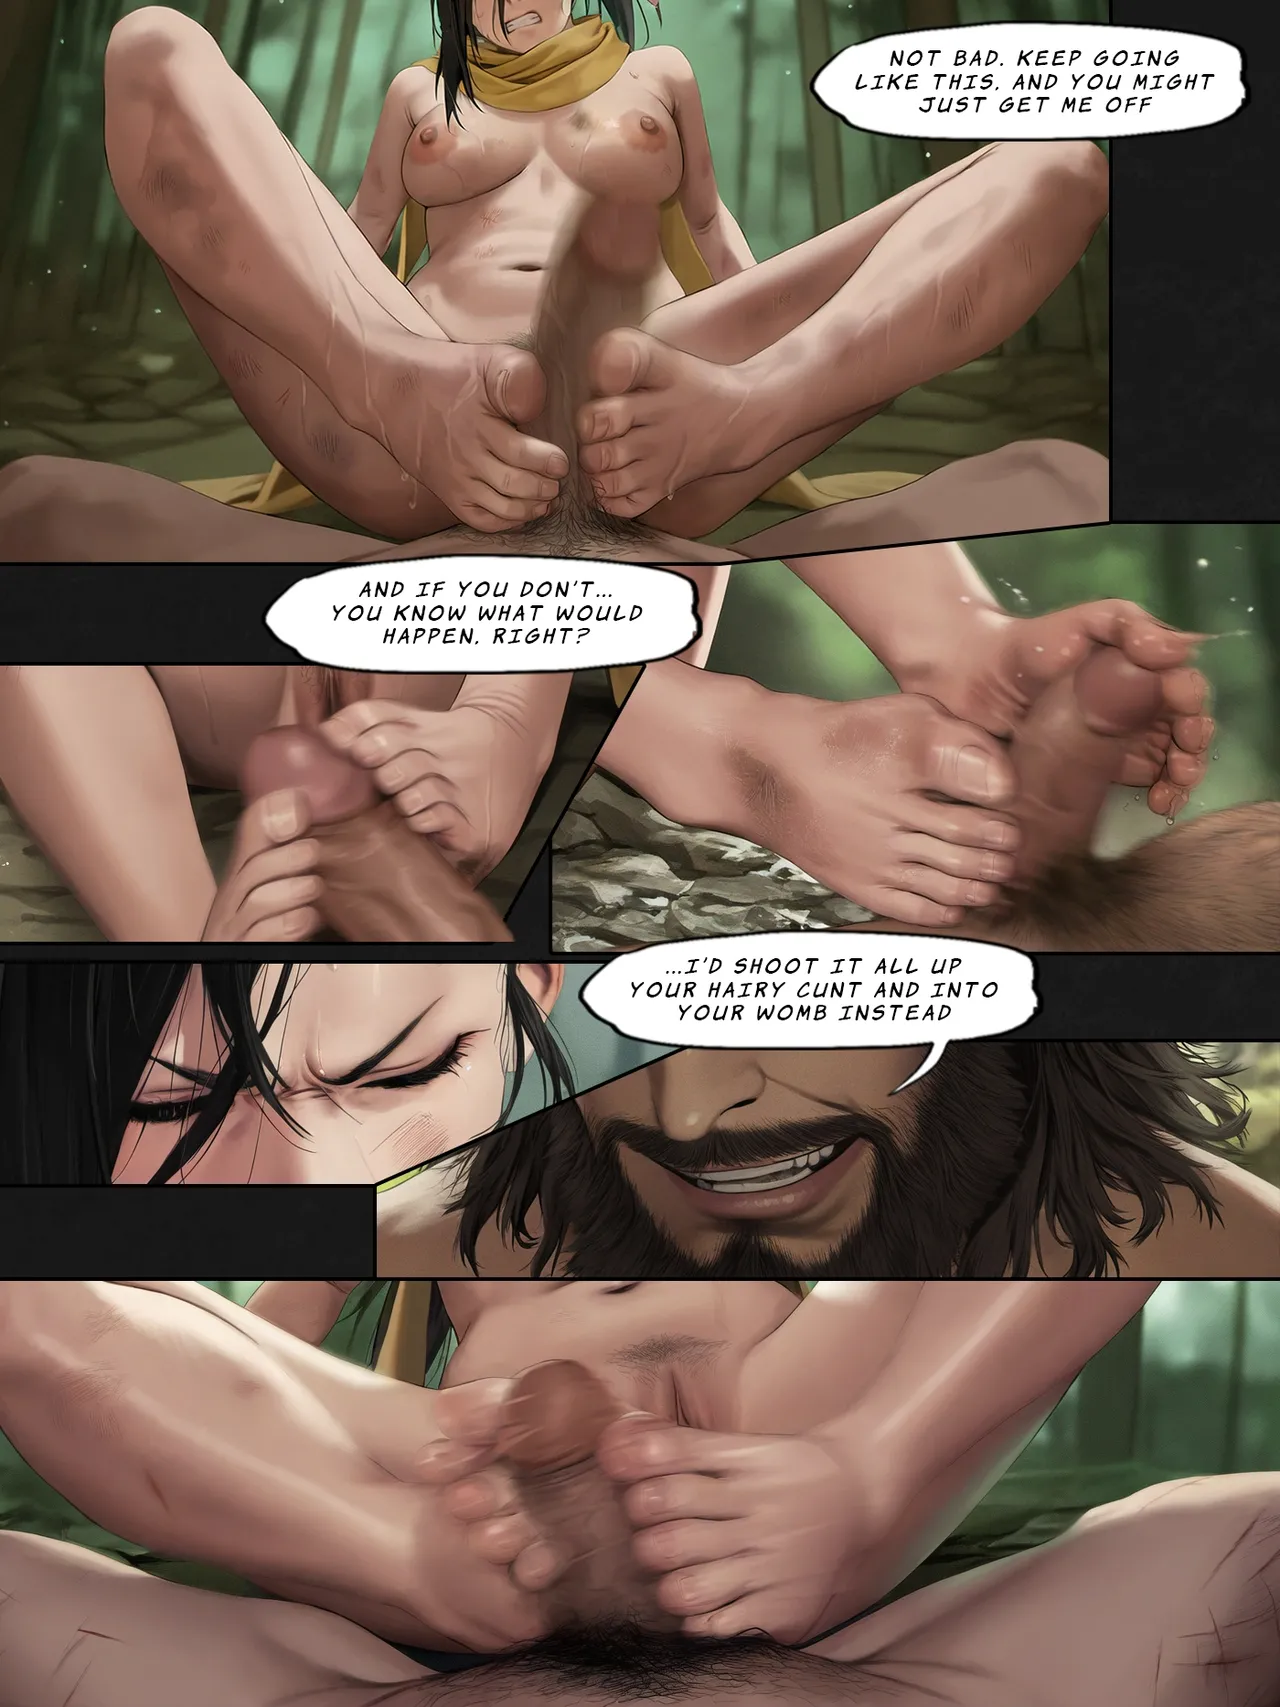 NOT BAD. KEEP GOING
LIKE THIS, AND YOU MIGHT
JUST GET ME OFF
AND IF YOU DON'T...
YOU KNOW WHAT WOULD
HAPPEN, RIGHT?
...I'D SHOOT IT ALL UP
YOUR HAIRY CUNT AND INTO
YOUR WOMB INSTEAD